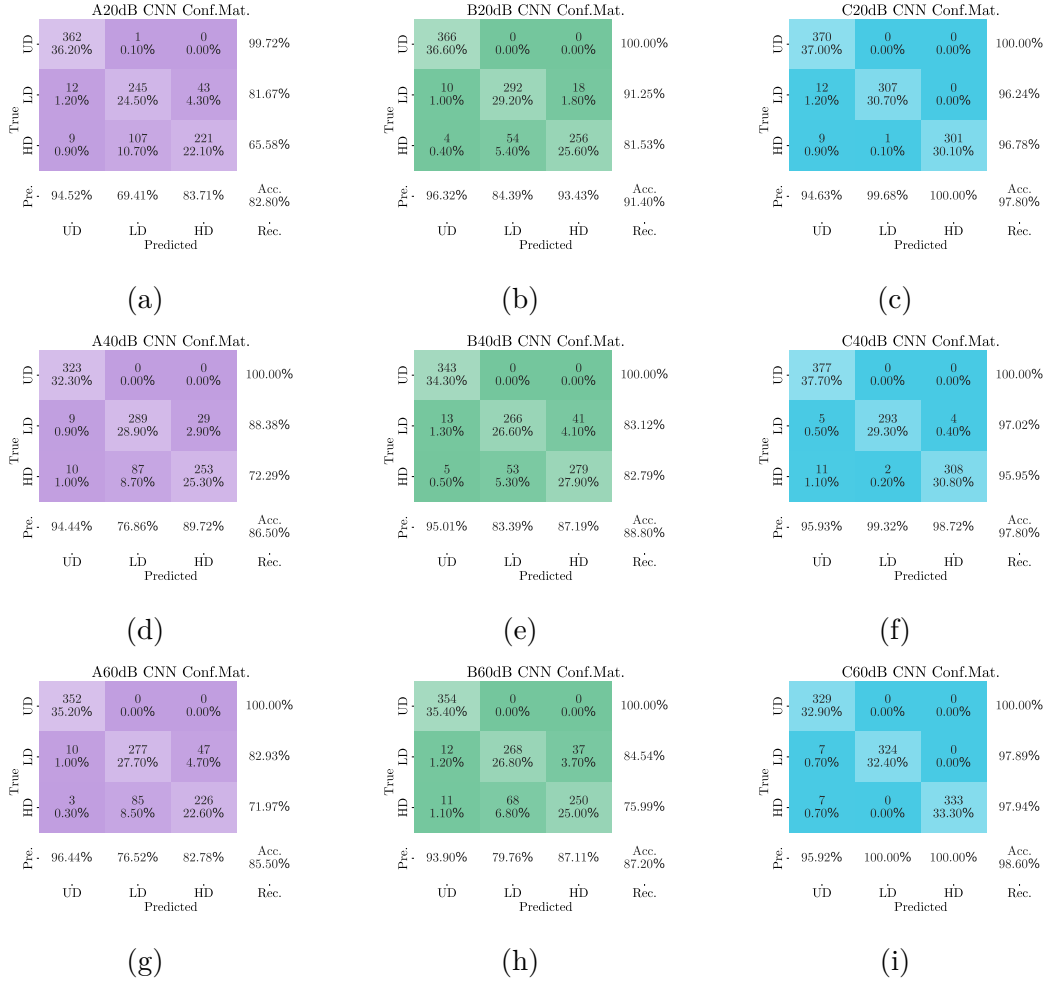 A20dB CNN Conf.Mat.
UD 362 1 0 99.72%
36.20% 0.10% 0.00%
LD 12 245 43 81.67%
1.20% 24.50% 4.30%
True
HD 9 107 221 65.58%
0.90% 10.70% 22.10%
Pre. 94.52% 69.41% 83.71% Acc.
82.80%
UD LD HD Rec.
Predicted
(a)
B20dB CNN Conf.Mat.
UD 366 0 0 100.00%
36.60% 0.00% 0.00%
LD 10 292 18 91.25%
1.00% 29.20% 1.80%
True
HD 4 54 256 81.53%
0.40% 5.40% 25.60%
Pre. 96.32% 84.39% 93.43% Acc.
91.40%
UD LD HD Rec.
Predicted
(b)
C20dB CNN Conf.Mat.
UD 370 0 0 100.00%
37.00% 0.00% 0.00%
LD 12 307 0 96.24%
1.20% 30.70% 0.00%
True
HD 9 1 301 96.78%
0.90% 0.10% 30.10%
Pre. 94.63% 99.68% 100.00% Acc.
97.80%
UD LD HD Rec.
Predicted
(c)
A40dB CNN Conf.Mat.
UD 323 0 0 100.00%
32.30% 0.00% 0.00%
LD 9 289 29 88.38%
0.90% 28.90% 2.90%
True
HD 10 87 253 72.29%
1.00% 8.70% 25.30%
Pre. 94.44% 76.86% 89.72% Acc.
86.50%
UD LD HD Rec.
Predicted
(d)
B40dB CNN Conf.Mat.
UD 343 0 0 100.00%
34.30% 0.00% 0.00%
LD 13 266 41 83.12%
1.30% 26.60% 4.10%
True
HD 5 53 279 82.79%
0.50% 5.30% 27.90%
Pre. 95.01% 83.39% 87.19% Acc.
88.80%
UD LD HD Rec.
Predicted
(e)
C40dB CNN Conf.Mat.
UD 377 0 0 100.00%
37.70% 0.00% 0.00%
LD 5 293 4 97.02%
0.50% 29.30% 0.40%
True
HD 11 2 308 95.95%
1.10% 0.20% 30.80%
Pre. 95.93% 99.32% 98.72% Acc.
97.80%
UD LD HD Rec.
Predicted
(f)
A60dB CNN Conf.Mat.
UD 352 0 0 100.00%
35.20% 0.00% 0.00%
LD 10 277 47 82.93%
1.00% 27.70% 4.70%
True
HD 3 85 226 71.97%
0.30% 8.50% 22.60%
Pre. 96.44% 76.52% 82.78% Acc.
85.50%
UD LD HD Rec.
Predicted
(g)
B60dB CNN Conf.Mat.
UD 354 0 0 100.00%
35.40% 0.00% 0.00%
LD 12 268 37 84.54%
1.20% 26.80% 3.70%
True
HD 11 68 250 75.99%
1.10% 6.80% 25.00%
Pre. 93.90% 79.76% 87.11% Acc.
87.20%
UD LD HD Rec.
Predicted
(h)
C60dB CNN Conf.Mat.
UD 329 0 0 100.00%
32.90% 0.00% 0.00%
LD 7 324 0 97.89%
0.70% 32.40% 0.00%
True
HD 7 0 333 97.94%
0.70% 0.00% 33.30%
Pre. 95.92% 100.00% 100.00% Acc.
98.60%
UD LD HD Rec.
Predicted
(i)